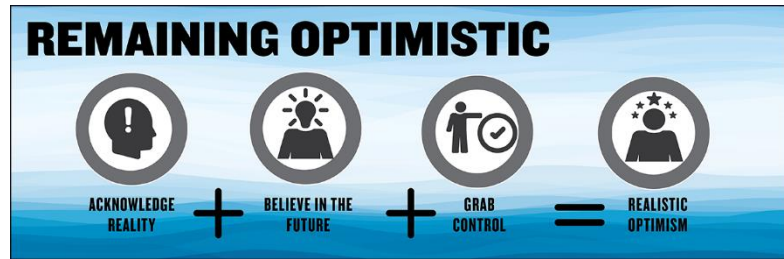 REMAINING OPTIMISTIC
ACKNOWLEDGE
REALITY
+
BELIEVE IN THE
FUTURE
+
GRAB
CONTROL
=
REALISTIC
OPTIMISM